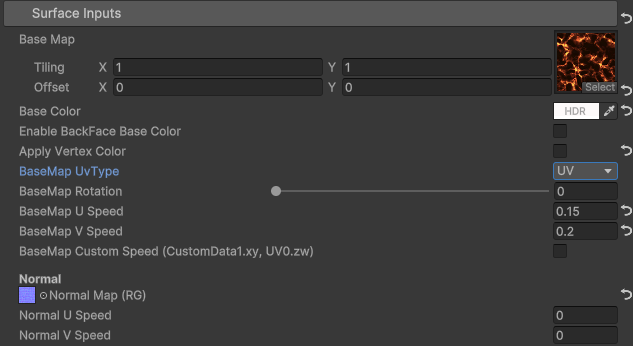 Surface Inputs
Base Map
Tiling X 1 Y 1
Offset X 0 Y 0
Select
Base Color HDR
Enable BackFace Base Color
Apply Vertex Color
BaseMap UvType UV
BaseMap Rotation 0
BaseMap U Speed 0.15
BaseMap V Speed 0.2
BaseMap Custom Speed (CustomData1.xy, UV0.zw)
Normal
Normal Map (RG)
Normal U Speed 0
Normal V Speed 0